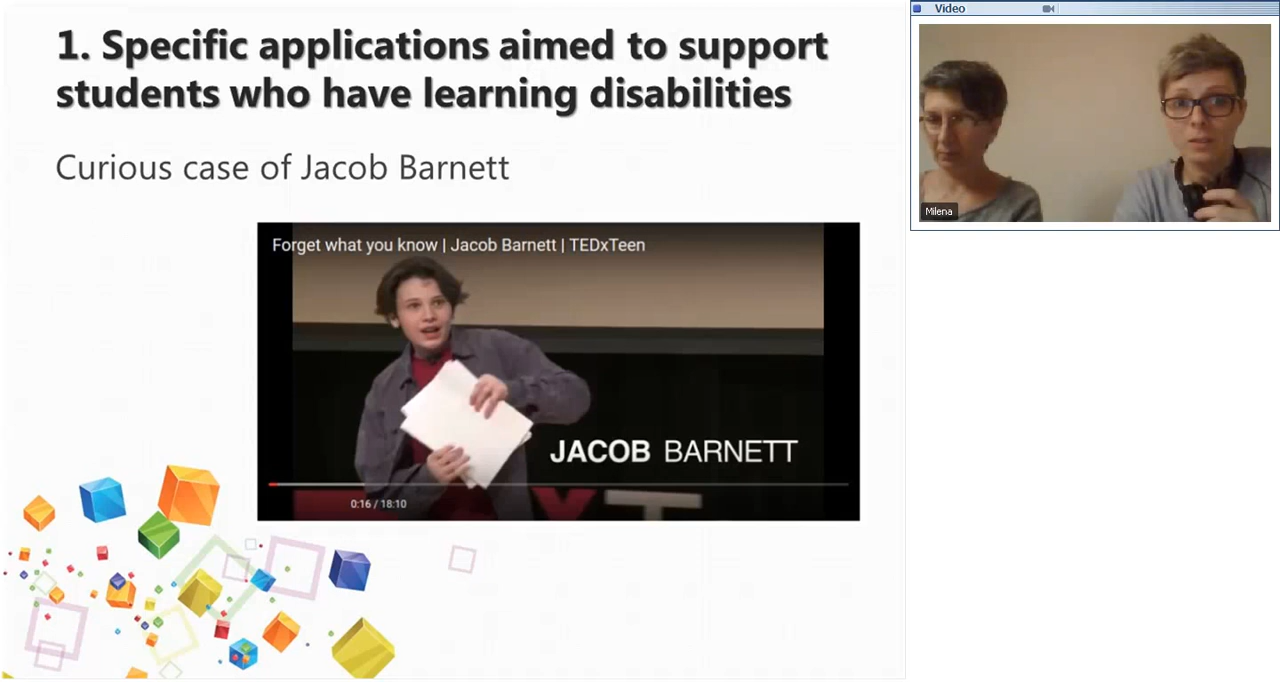 1. Specific applications aimed to support
students who have learning disabilities
Curious case of Jacob Barnett
Forget what you know | Jacob Barnett | TEDxTeen
JACOB BARNETT
0:16 / 18:10
Video
Milena